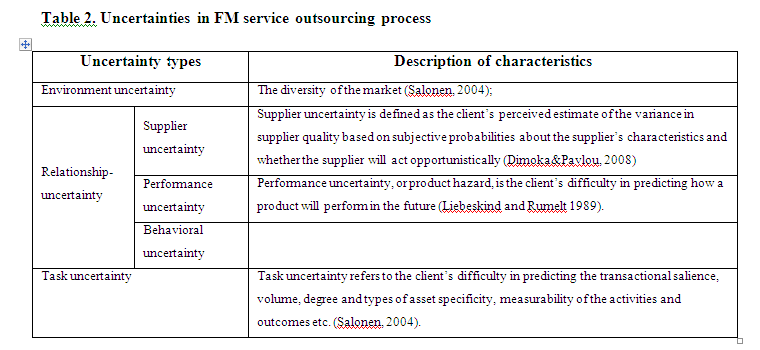 Table 2. Uncertainties in FM service outsourcing process
Uncertainty types
Description of characteristics
Environment uncertainty
The diversity of the market (Salonen, 2004);
Relationship-
uncertainty
Supplier
uncertainty
Supplier uncertainty is defined as the client's perceived estimate of the variance in
supplier quality based on subjective probabilities about the supplier's characteristics and
whether the supplier will act opportunistically (Dimoka&Pavlou, 2008)
Performance
uncertainty
Performance uncertainty, or product hazard, is the client's difficulty in predicting how a
product will perform in the future (Liebeskind and Rumelt 1989).
Behavioral
uncertainty
Task uncertainty
Task uncertainty refers to the client's difficulty in predicting the transactional salience,
volume, degree and types of asset specificity, measurability of the activities and
outcomes etc. (Salonen, 2004).